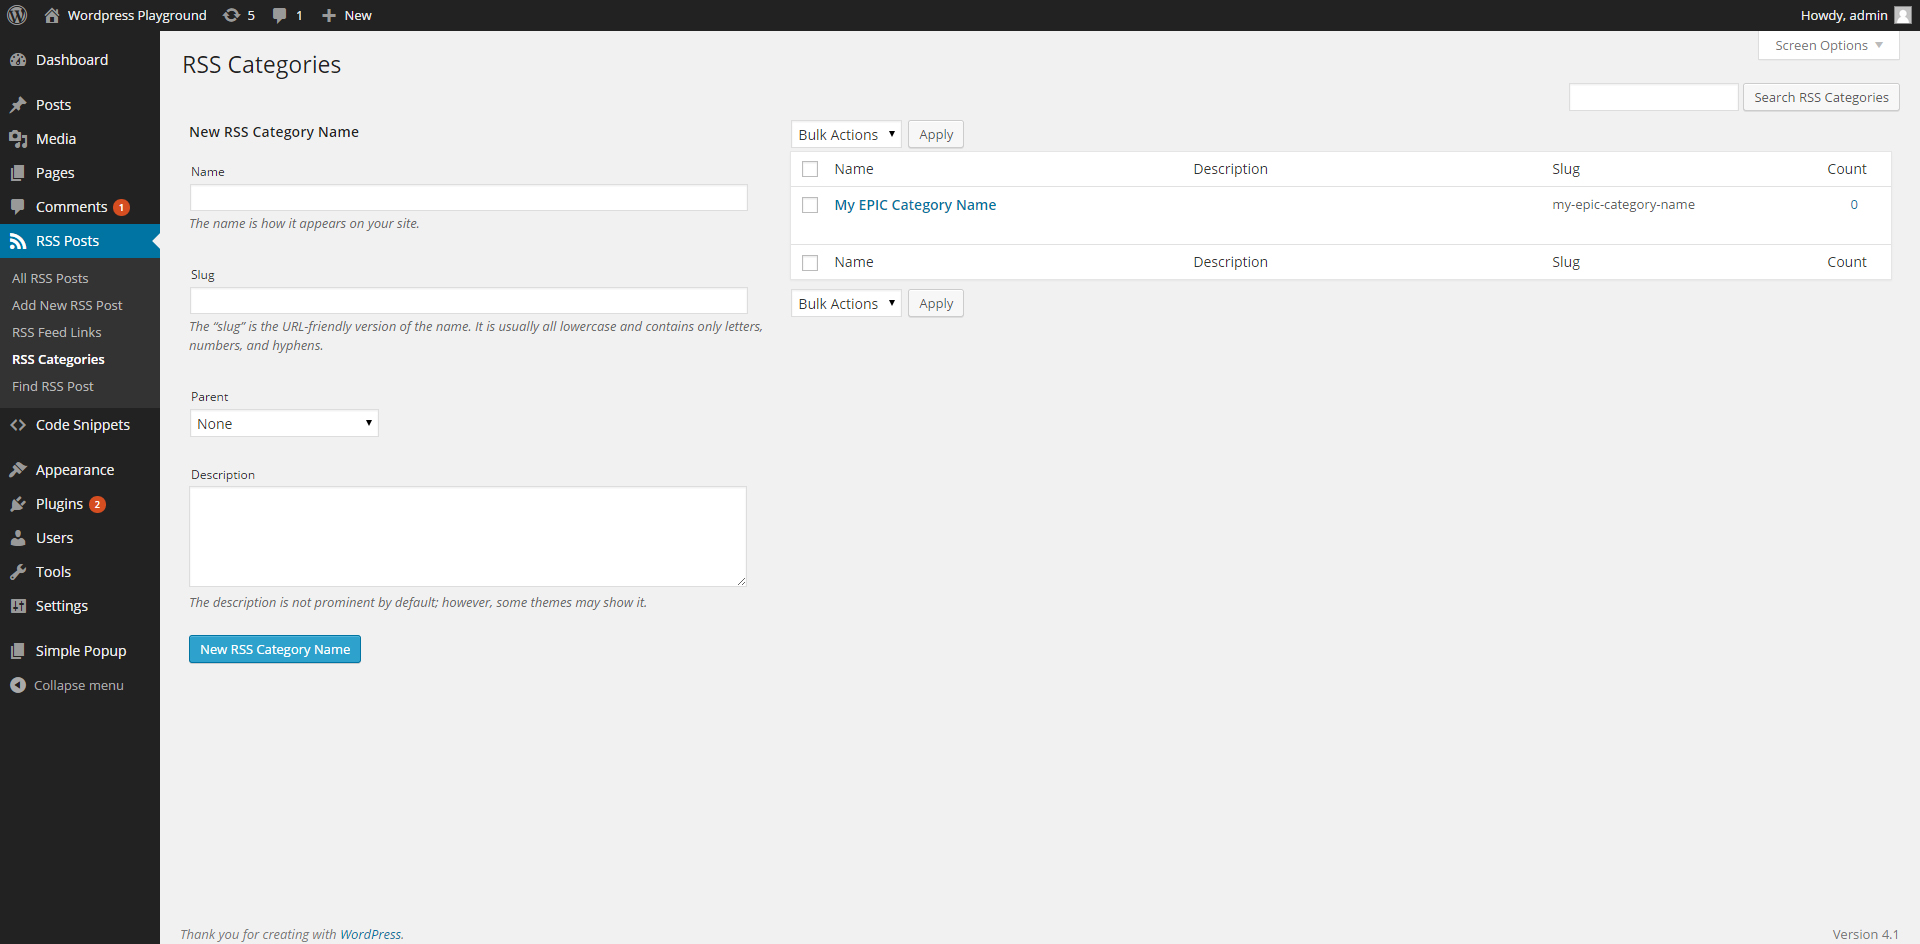 Wordpress Playground 5 1 New Howdy, admin
Dashboard
Posts
Media
Pages
Comments 1
RSS Posts
All RSS Posts
Add New RSS Post
RSS Feed Links
RSS Categories
Find RSS Post
Code Snippets
Appearance
Plugins 2
Users
Tools
Settings
Simple Popup
Collapse menu
Screen Options
RSS Categories
Search RSS Categories
New RSS Category Name
Name
The name is how it appears on your site.
Slug
The “slug” is the URL-friendly version of the name. It is usually all lowercase and contains only letters,
numbers, and hyphens.
Parent
None
Description
The description is not prominent by default; however, some themes may show it.
New RSS Category Name
Bulk Actions Apply
Name Description Slug Count
My EPIC Category Name my-epic-category-name 0
Name Description Slug Count
Bulk Actions Apply
Thank you for creating with WordPress.
Version 4.1